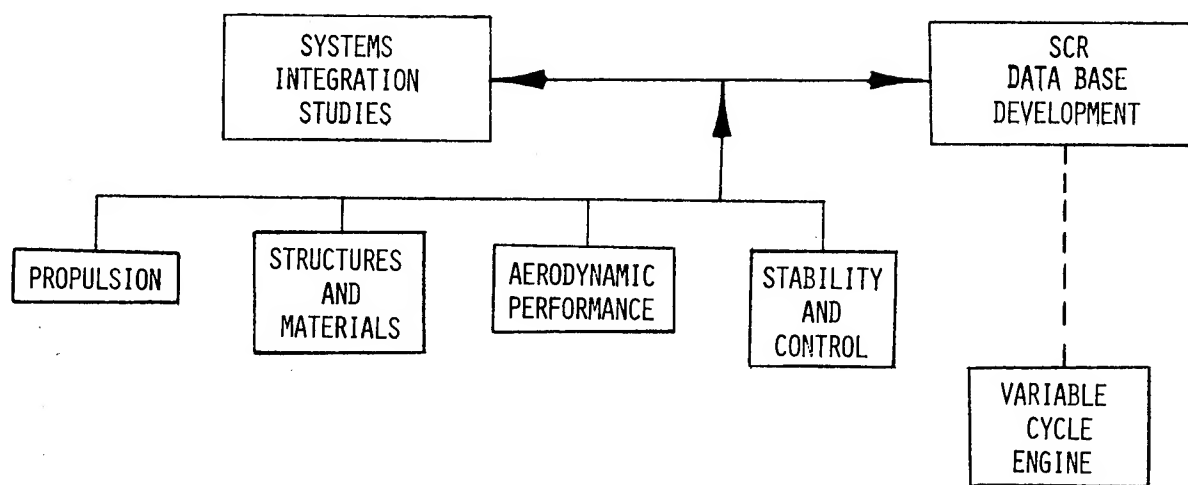 SYSTEMS
INTEGRATION
STUDIES
SCR
DATA BASE
DEVELOPMENT
PROPULSION
STRUCTURES
AND
MATERIALS
AERODYNAMIC
PERFORMANCE
STABILITY
AND
CONTROL
VARIABLE
CYCLE
ENGINE